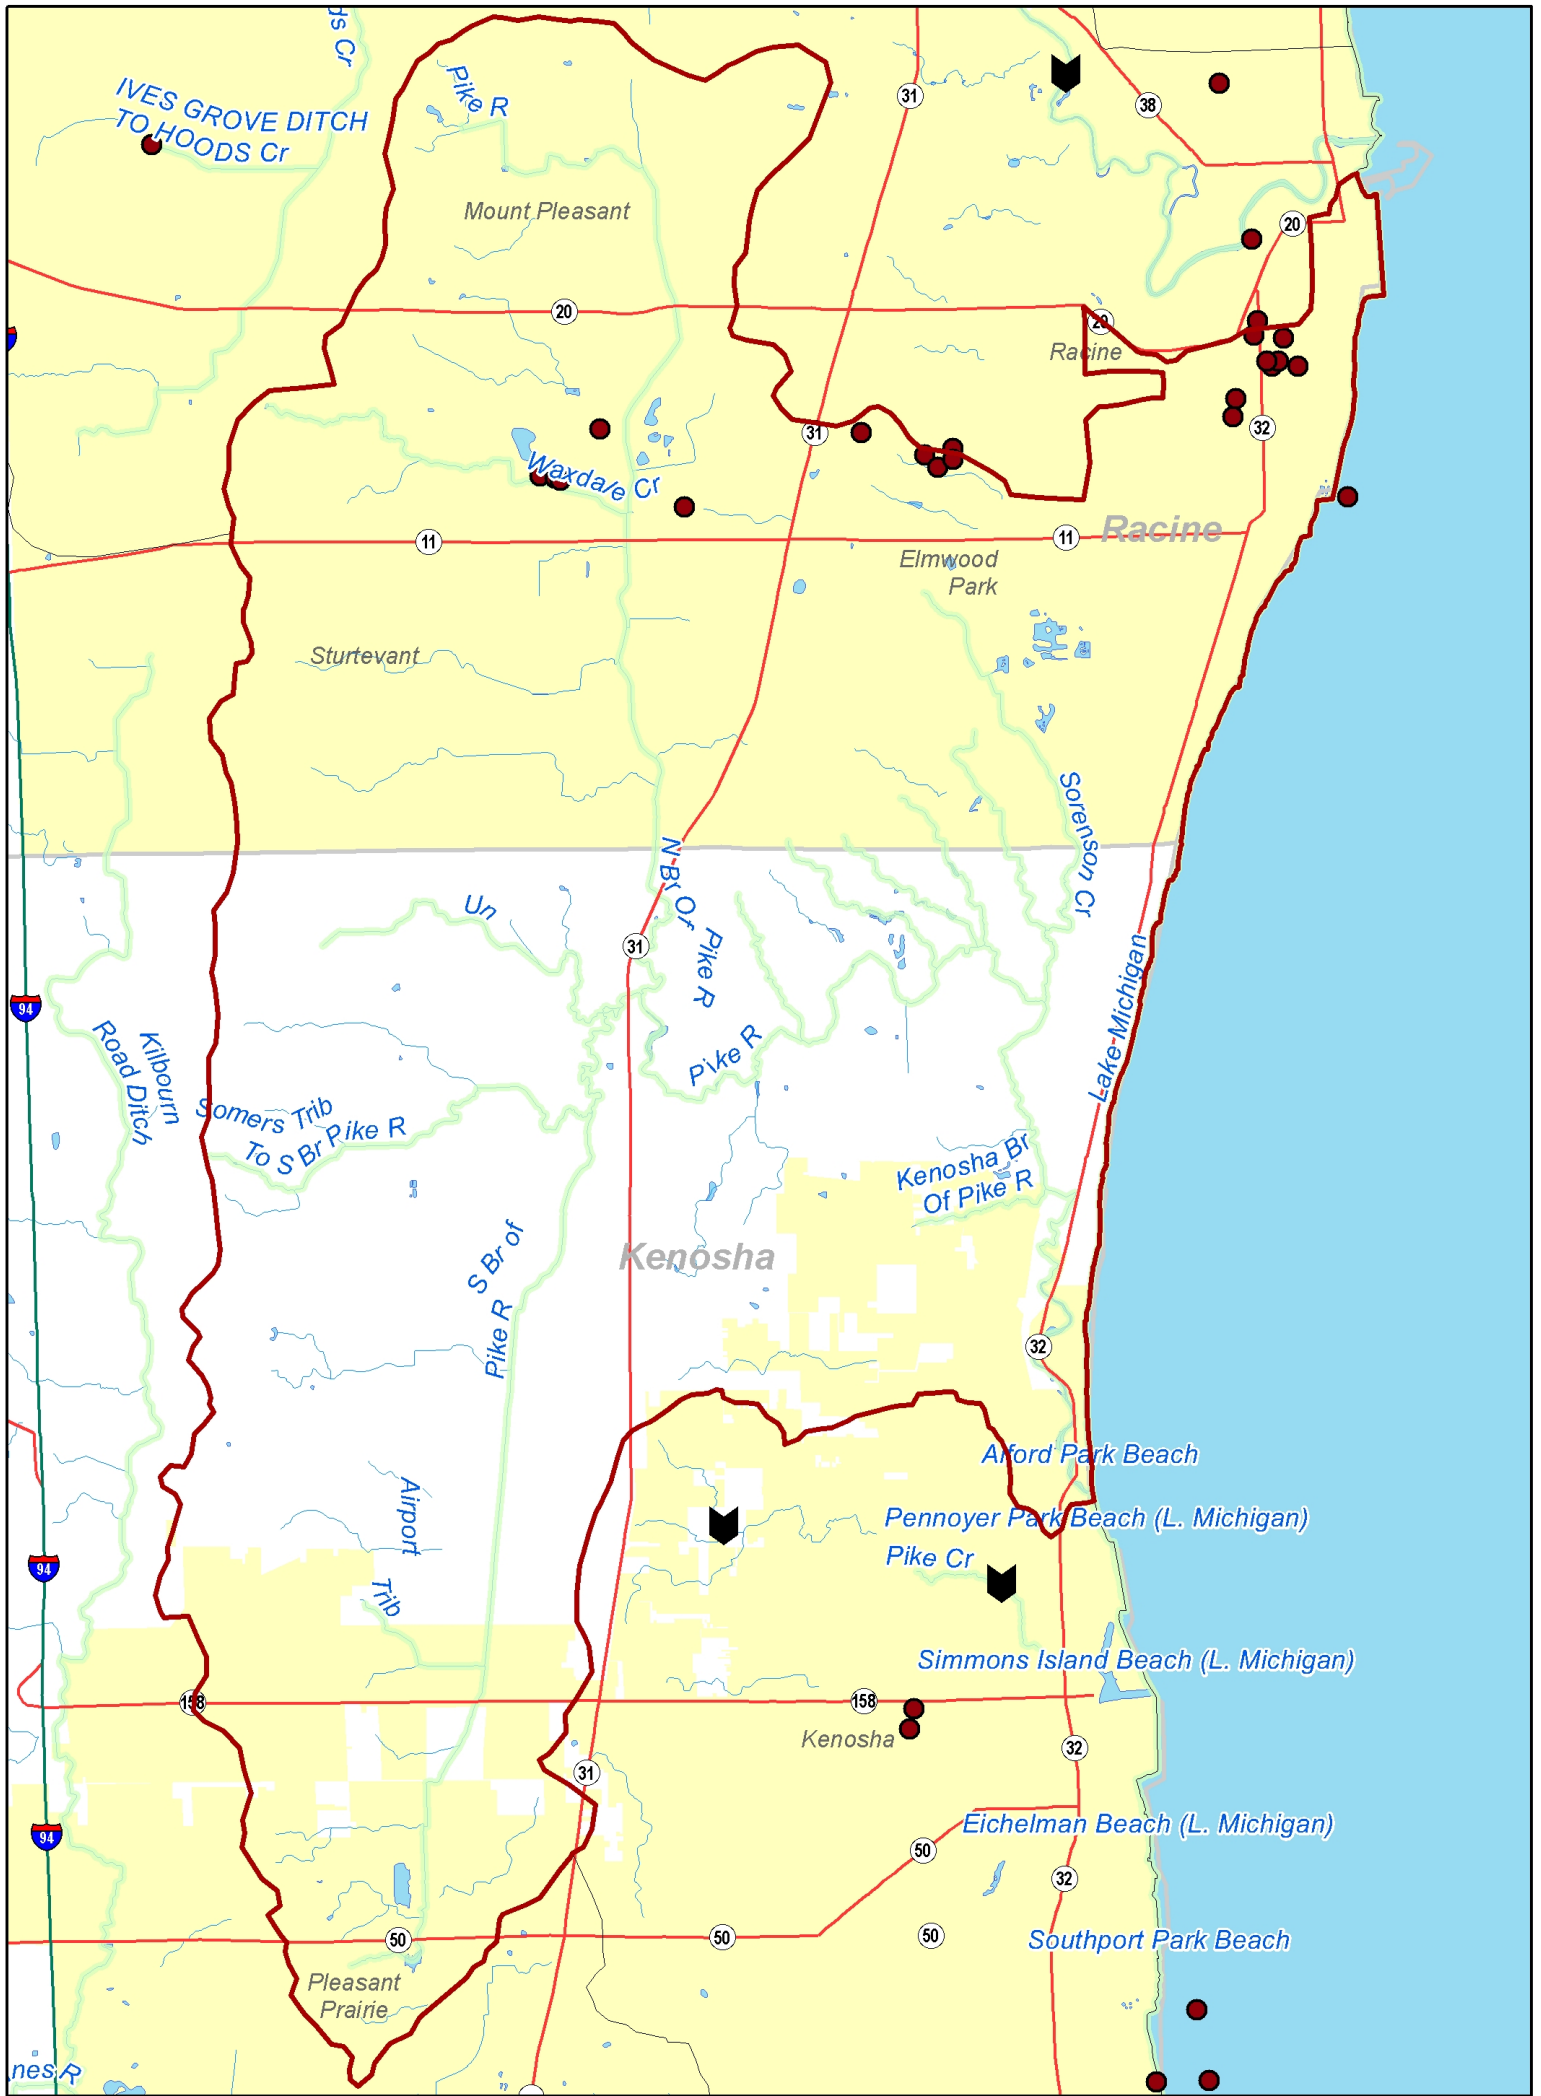 ds Cr
Pike R
IVES GROVE DITCH
TO HOODS Cr
31
38
Mount Pleasant
20
20
20
Racine
31
32
Waxdale Cr
11
11
Racine
Elmwood
Park
Sturtevant
Sorenson Cr
N Br Of
Pike R
Un
31
94
Lake Michigan
Kilbourn
Road Ditch
Pike R
Somers Trib
To S Br Pike R
Kenosha Br
Of Pike R
S Br of
Pike R
Kenosha
32
Alford Park Beach
Airport
Trib
Pennoyer Park Beach (L. Michigan)
Pike Cr
94
Simmons Island Beach (L. Michigan)
158
158
Kenosha
32
31
Eichelman Beach (L. Michigan)
94
50
32
50
50
50
Southport Park Beach
Pleasant
Prairie
nes R